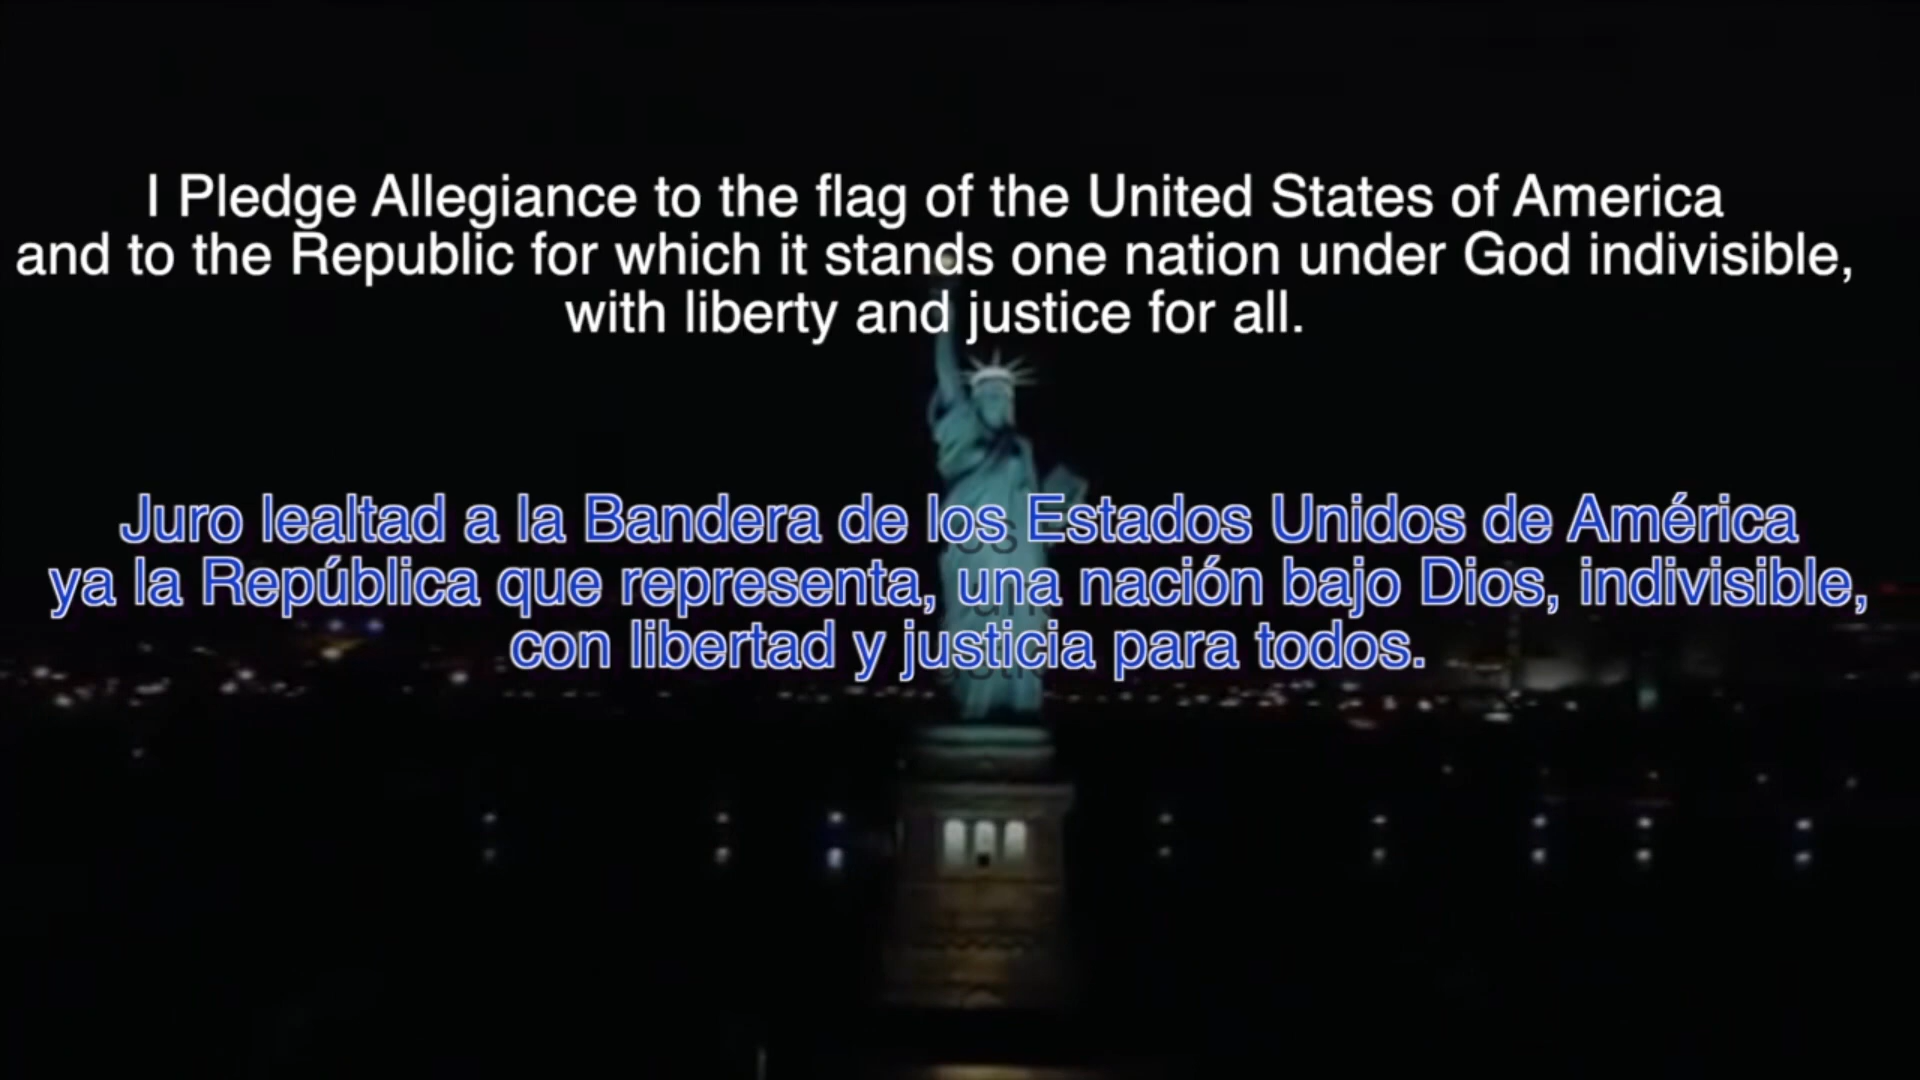 I Pledge Allegiance to the flag of the United States of America
and to the Republic for which it stands one nation under God indivisible,
with liberty and justice for all.
Juro lealtad a la Bandera de los Estados Unidos de América
ya la República que representa, una nación bajo Dios, indivisible,
con libertad y justicia para todos.